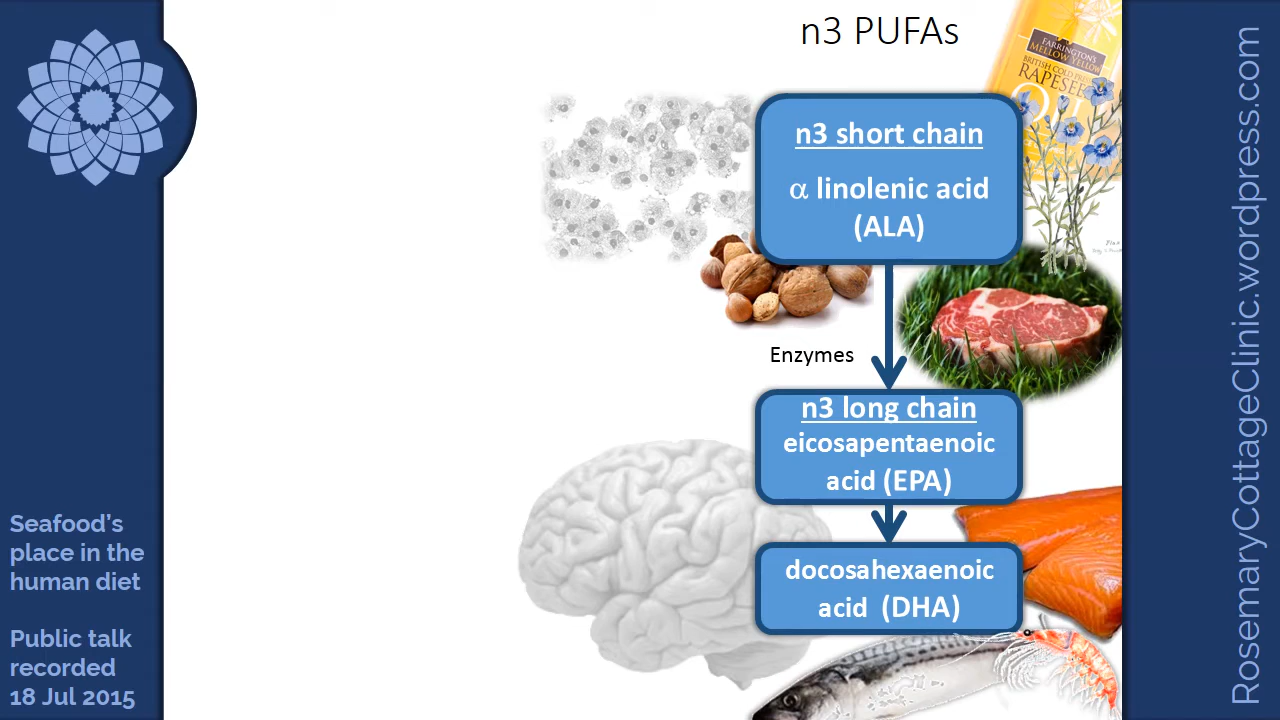 n3 PUFAs
FARRINGTON'S
MELLOW YELLOW
BRITISH COLD PRES
RAPESEE
n3 short chain
α linolenic acid
(ALA)
Enzymes
n3 long chain
eicosapentaenoic
acid (EPA)
docosahexaenoic
acid (DHA)
Seafood's
place in the
human diet
Public talk
recorded
18 Jul 2015
RosemaryCottageClinic.wordpress.com